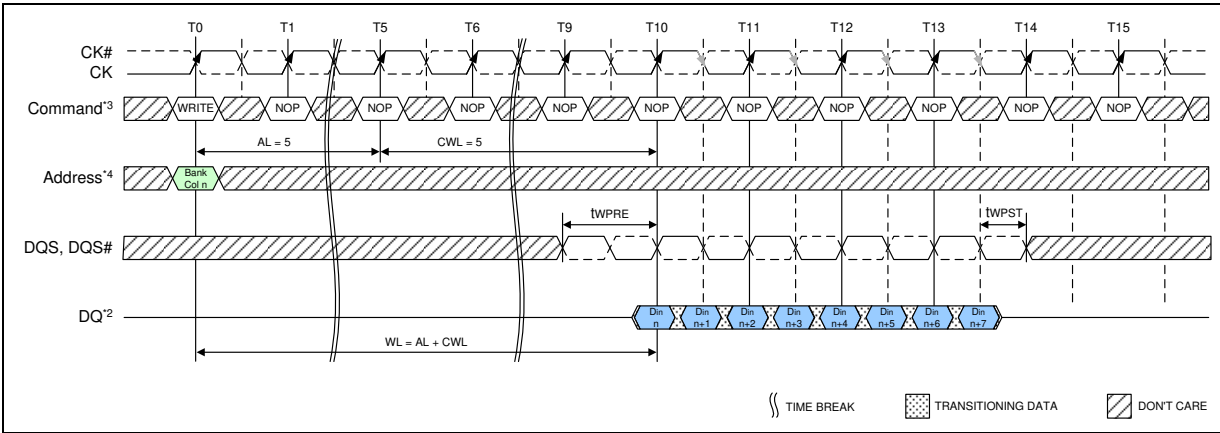 T0 T1 T5 T6 T9 T10 T11 T12 T13 T14 T15
CK#
CK
Command*3 WRITE NOP NOP NOP NOP NOP NOP NOP NOP NOP NOP
AL = 5 CWL = 5
Address*4 Bank
Col n
tWPRE tWPST
DQS, DQS#
DQ*2 Din n Din n+1 Din n+2 Din n+3 Din n+4 Din n+5 Din n+6 Din n+7
WL = AL + CWL
TIME BREAK TRANSITIONING DATA DON'T CARE